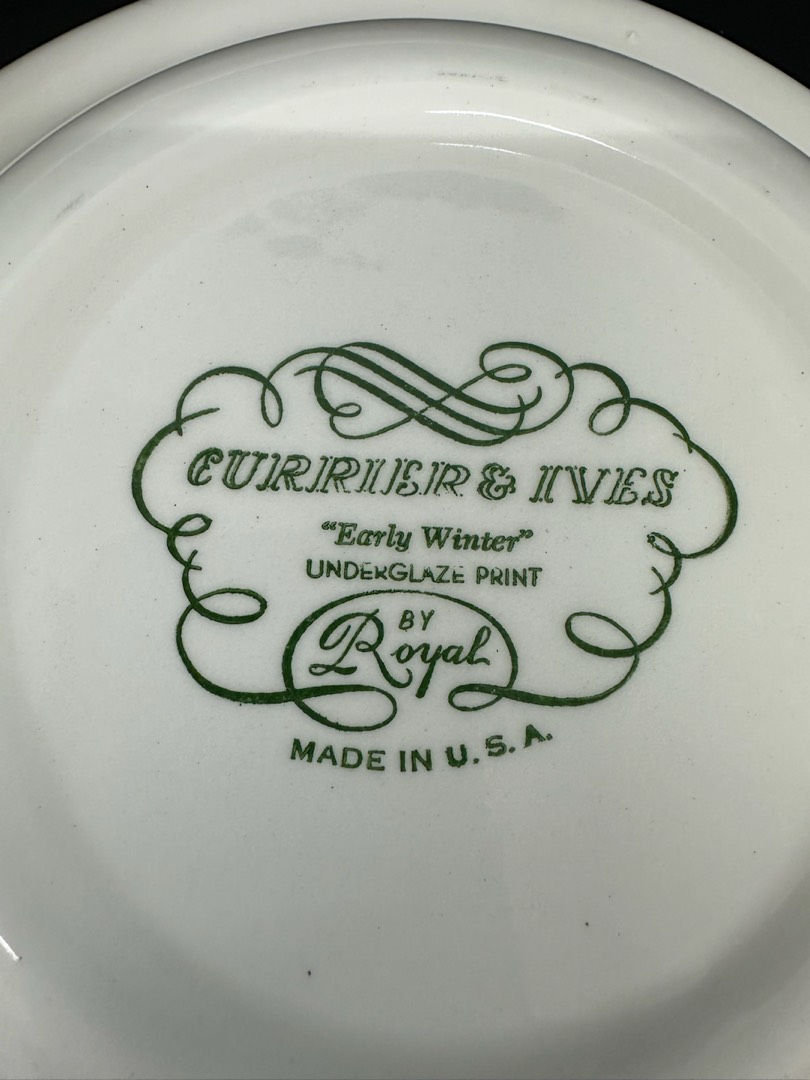 CURRIER & IVES
"Early Winter"
UNDERGLAZE PRINT
BY
Royal
MADE IN U.S.A.